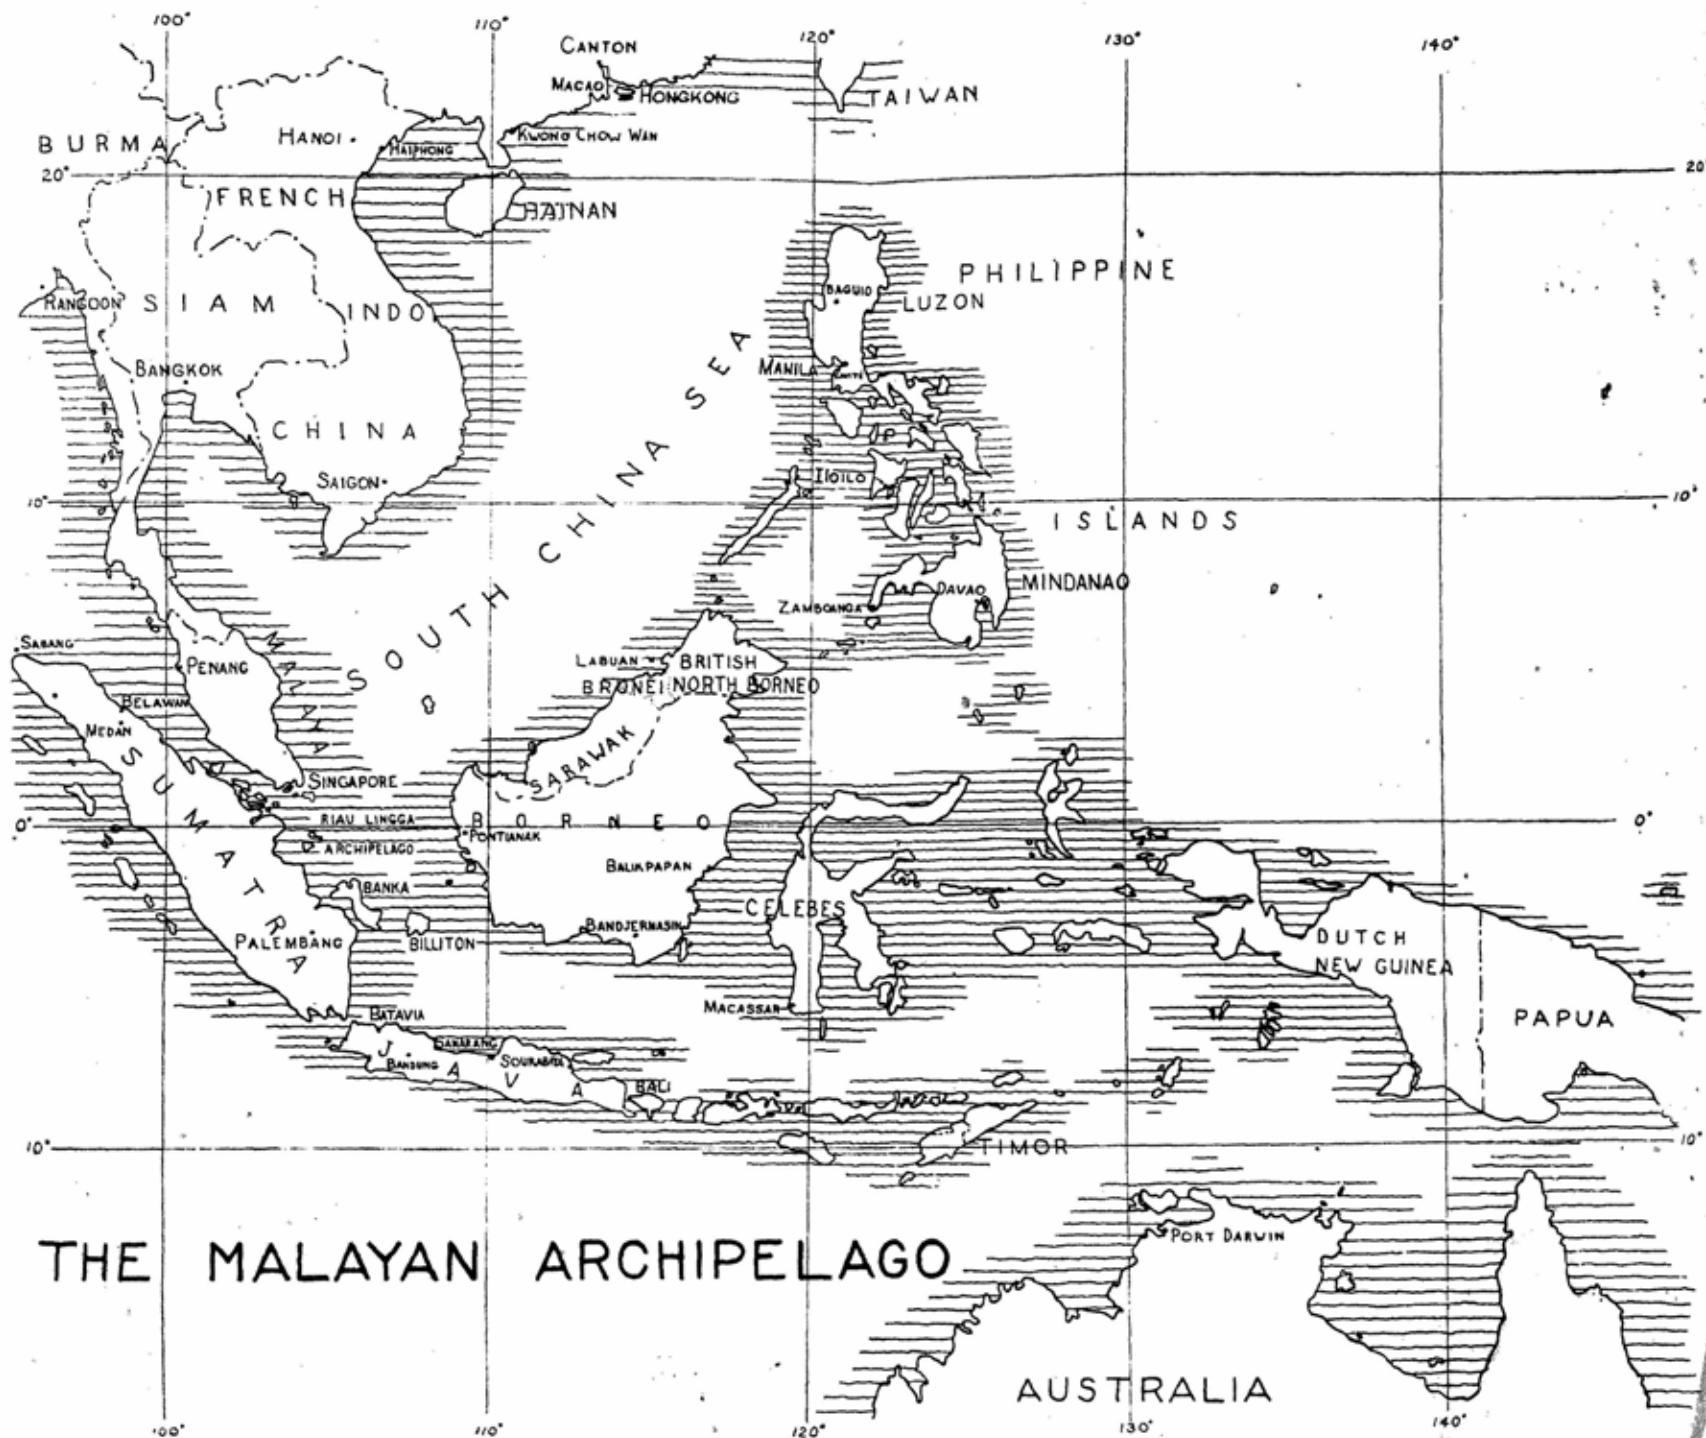 100°
110°
120°
130°
140°
CANTON
MACAO
HONGKONG
TAIWAN
BURMA
HANOI
HAIPHONG
KWONG CHOW WAN
20°
20°
FRENCH
HAINAN
PHILIPPINE
RANGOON
SIAM
INDO
BAGUIO
LUZON
BANGKOK
MANILA
SOUTH CHINA SEA
CHINA
SAIGON
ILOILO
10°
10°
ISLANDS
DAVAO
MINDANAO
ZAMBOANGA
SABANG
MALAYA
PENANG
LABUAN
BRITISH
BRONEI
NORTH BORNEO
BELAWAN
MEDAN
SUMATRA
SARAWAK
SINGAPORE
RIAU LINGGA
BORNEO
0°
0°
PONTIANAK
ARCHIPELAGO
BALIKPAPAN
BANKA
CELEBES
BANDJERMASIN
PALEMBANG
BILLITON
DUTCH
NEW GUINEA
MACASSAR
BATAVIA
PAPUA
SAMARANG
JAVA
BANDUNG
SOURABAYA
BALI
10°
TIMOR
10°
PORT DARWIN
THE MALAYAN ARCHIPELAGO
AUSTRALIA
100°
110°
120°
130°
140°